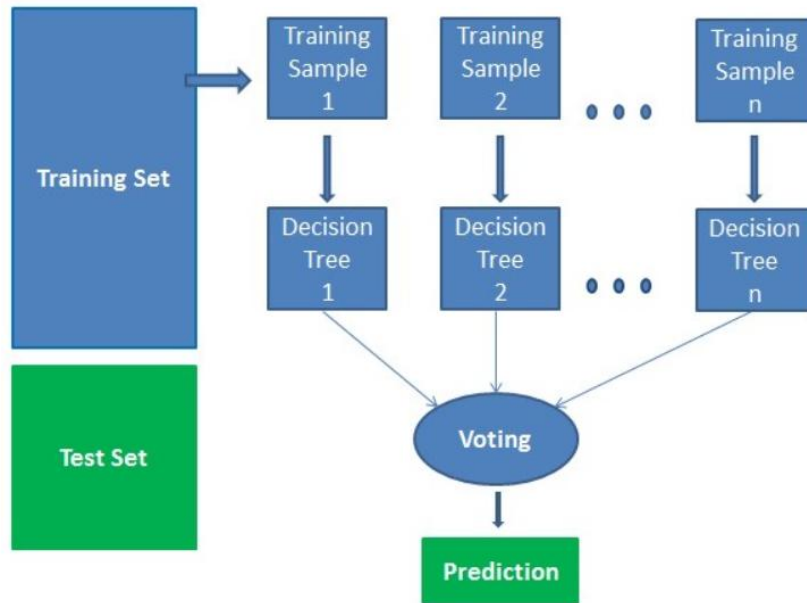 Training
Sample
1
Training
Sample
2
Training
Sample
n
Training Set
Decision
Tree
1
Decision
Tree
2
Decision
Tree
n
Test Set
Voting
Prediction